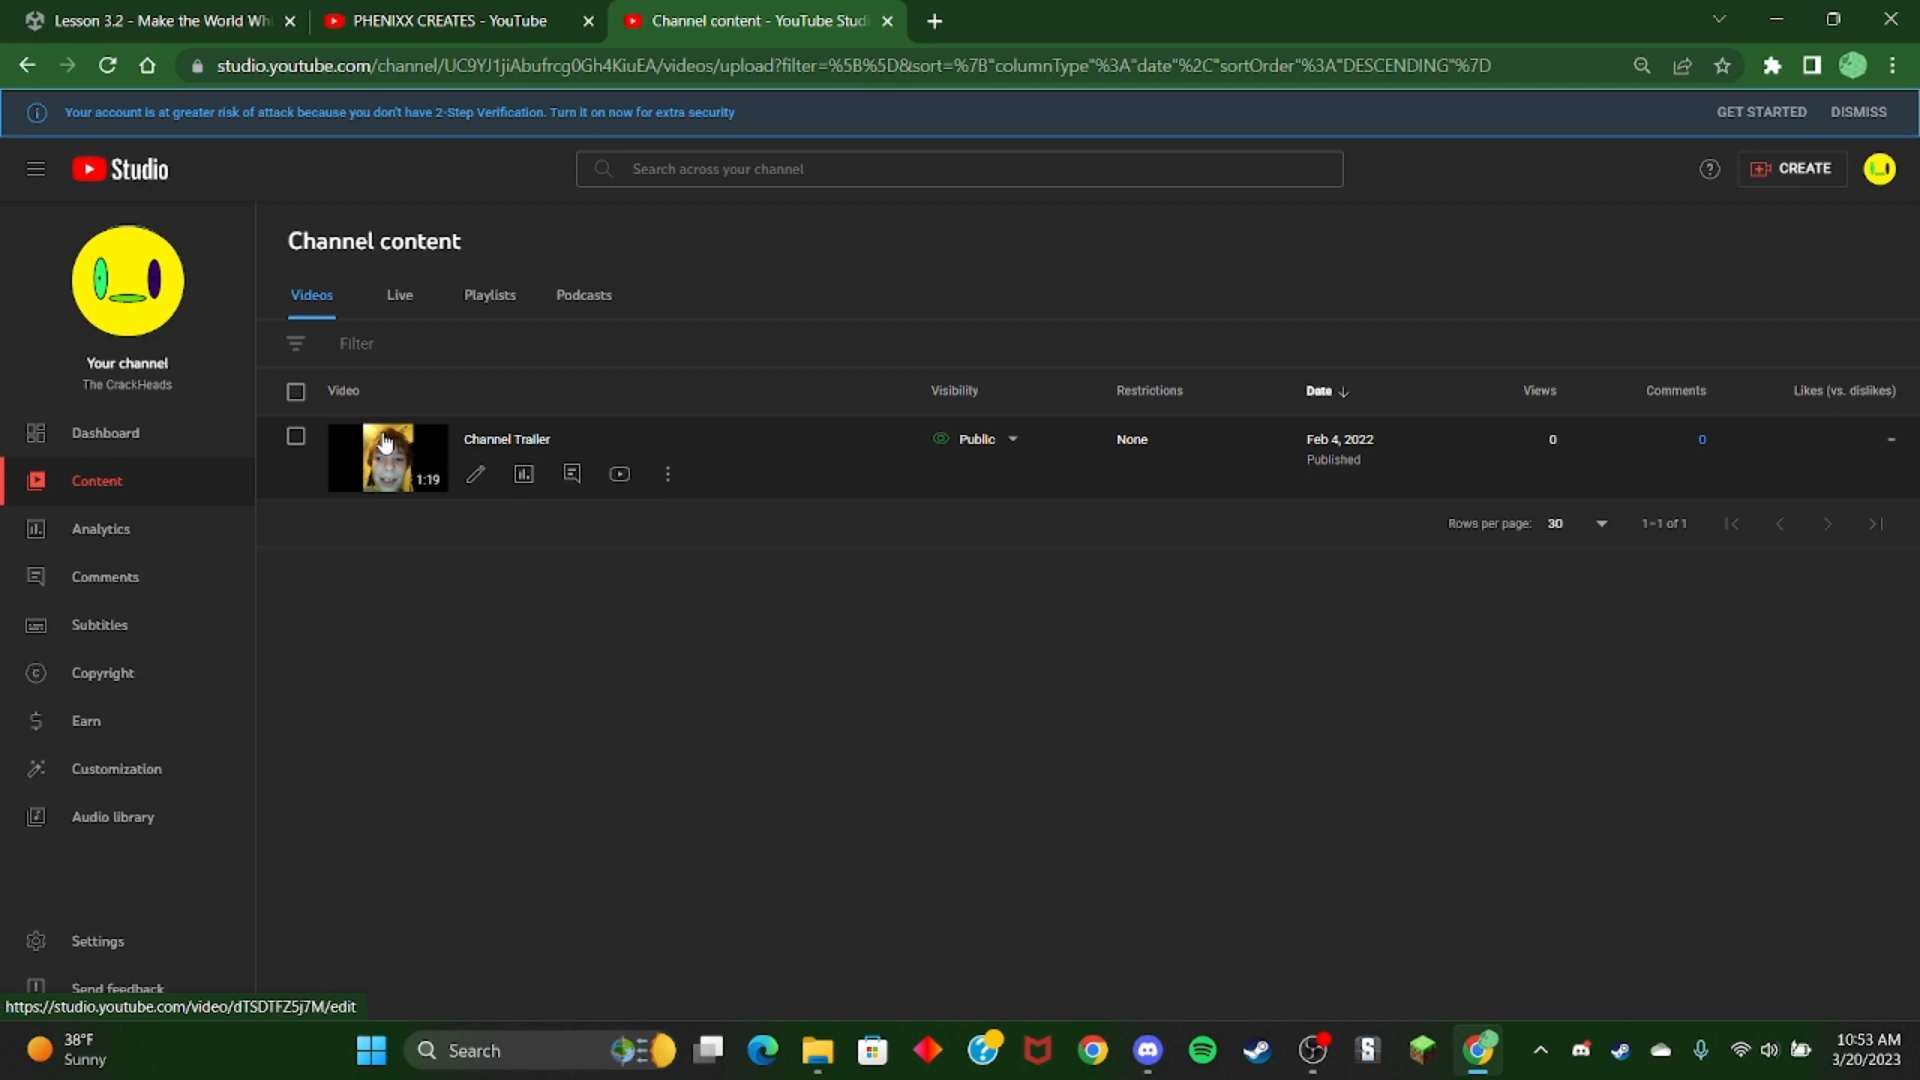 Lesson 3.2 - Make the World Wh
PHENIXX CREATES - YouTube
Channel content - YouTube Studi
studio.youtube.com/channel/UC9YJ1jiAbufrcg0Gh4KiuEA/videos/upload?filter=%5B%5D&sort=%7B"columnType"%3A"date"%2C"sortOrder"%3A"DESCENDING"%7D
Your account is at greater risk of attack because you don't have 2-Step Verification. Turn it on now for extra security
GET STARTED
DISMISS
Studio
Search across your channel
CREATE
Channel content
Videos
Live
Playlists
Podcasts
Filter
Your channel
The CrackHeads
Video
Visibility
Restrictions
Date
Views
Comments
Likes (vs. dislikes)
1:19
Channel Trailer
Public
None
Feb 4, 2022
Published
0
0
–
Rows per page:
30
1–1 of 1
Dashboard
Content
Analytics
Comments
Subtitles
Copyright
Earn
Customization
Audio library
Settings
Send feedback
https://studio.youtube.com/video/dTSDTFZ5j7M/edit
38°F
Sunny
Search
10:53 AM
3/20/2023